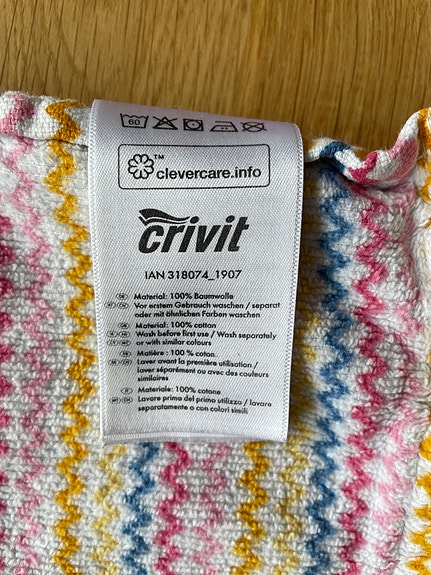 60
™
clevercare.info
crivit
IAN 318074_1907
DE Material: 100% Baumwolle
Vor erstem Gebrauch waschen / separat
oder mit ähnlichen Farben waschen
Material: 100% cotton
Wash before first use / Wash separately
or with similar colours
Matière : 100 % coton.
Laver avant la première utilisation /
laver séparément ou avec des couleurs
similaires
IT Materiale: 100% cotone
Lavare prima del primo utilizzo / lavare
separatamente o con colori simili